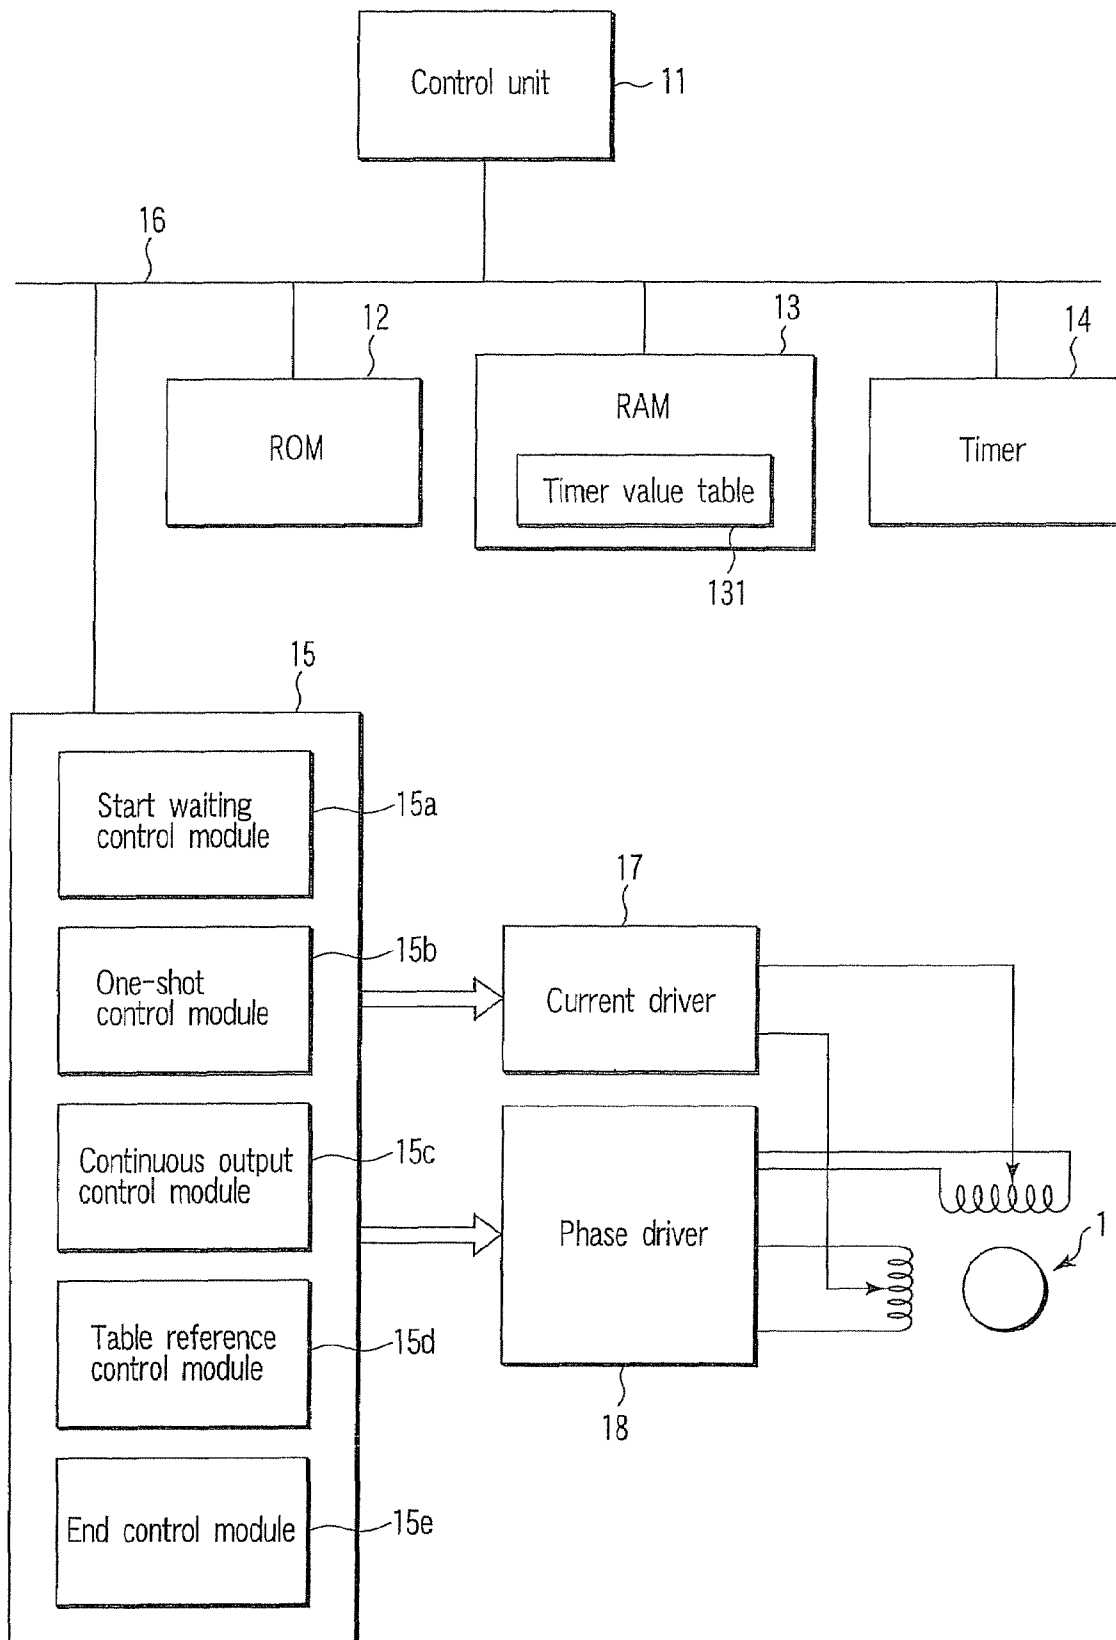 Control unit
11
16
12
13
14
ROM
RAM
Timer
Timer value table
131
15
Start waiting
control module
15a
One-shot
control module
15b
17
Current driver
Continuous output
control module
15c
Phase driver
1
Table reference
control module
15d
18
End control module
15e